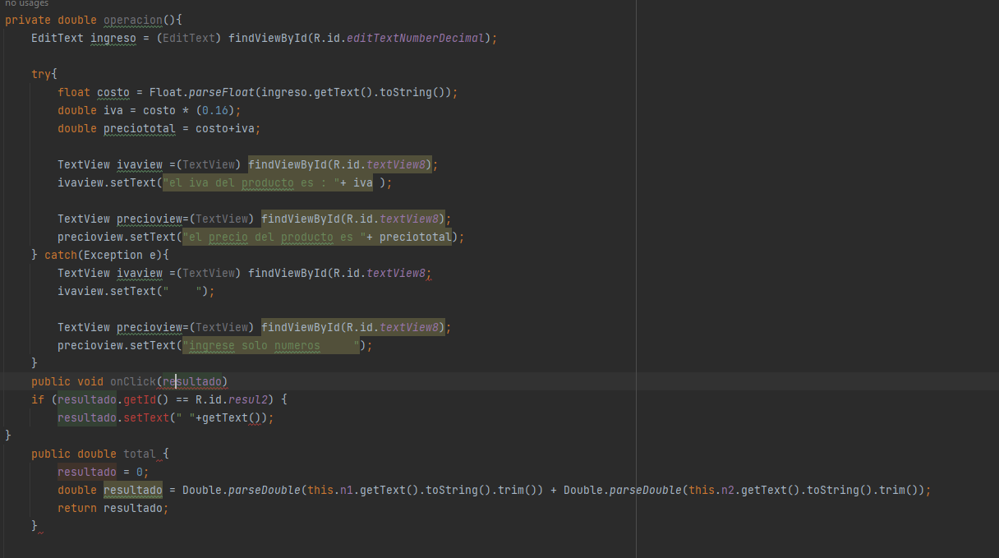 no usages
private double operacion(){
    EditText ingreso = (EditText) findViewById(R.id.editTextNumberDecimal);

    try{
        float costo = Float.parseFloat(ingreso.getText().toString());
        double iva = costo * (0.16);
        double preciototal = costo+iva;

        TextView ivaview =(TextView) findViewById(R.id.textView8);
        ivaview.setText("el iva del producto es : "+ iva );

        TextView precioview=(TextView) findViewById(R.id.textView8);
        precioview.setText("el precio del producto es "+ preciototal);
    } catch(Exception e){
        TextView ivaview =(TextView) findViewById(R.id.textView8;
        ivaview.setText("    ");

        TextView precioview=(TextView) findViewById(R.id.textView8);
        precioview.setText("ingrese solo numeros     ");
    }
    public void onClick(resultado)
    if (resultado.getId() == R.id.resul2) {
        resultado.setText(" "+getText());
}
    public double total {
        resultado = 0;
        double resultado = Double.parseDouble(this.n1.getText().toString().trim()) + Double.parseDouble(this.n2.getText().toString().trim());
        return resultado;
    }